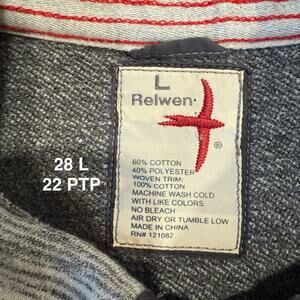 L
Relwen.
®
28 L
22 PTP
60% COTTON
40% POLYESTER
WOVEN TRIM:
100% COTTON
MACHINE WASH COLD
WITH LIKE COLORS
NO BLEACH
AIR DRY OR TUMBLE LOW
MADE IN CHINA
RN# 121082